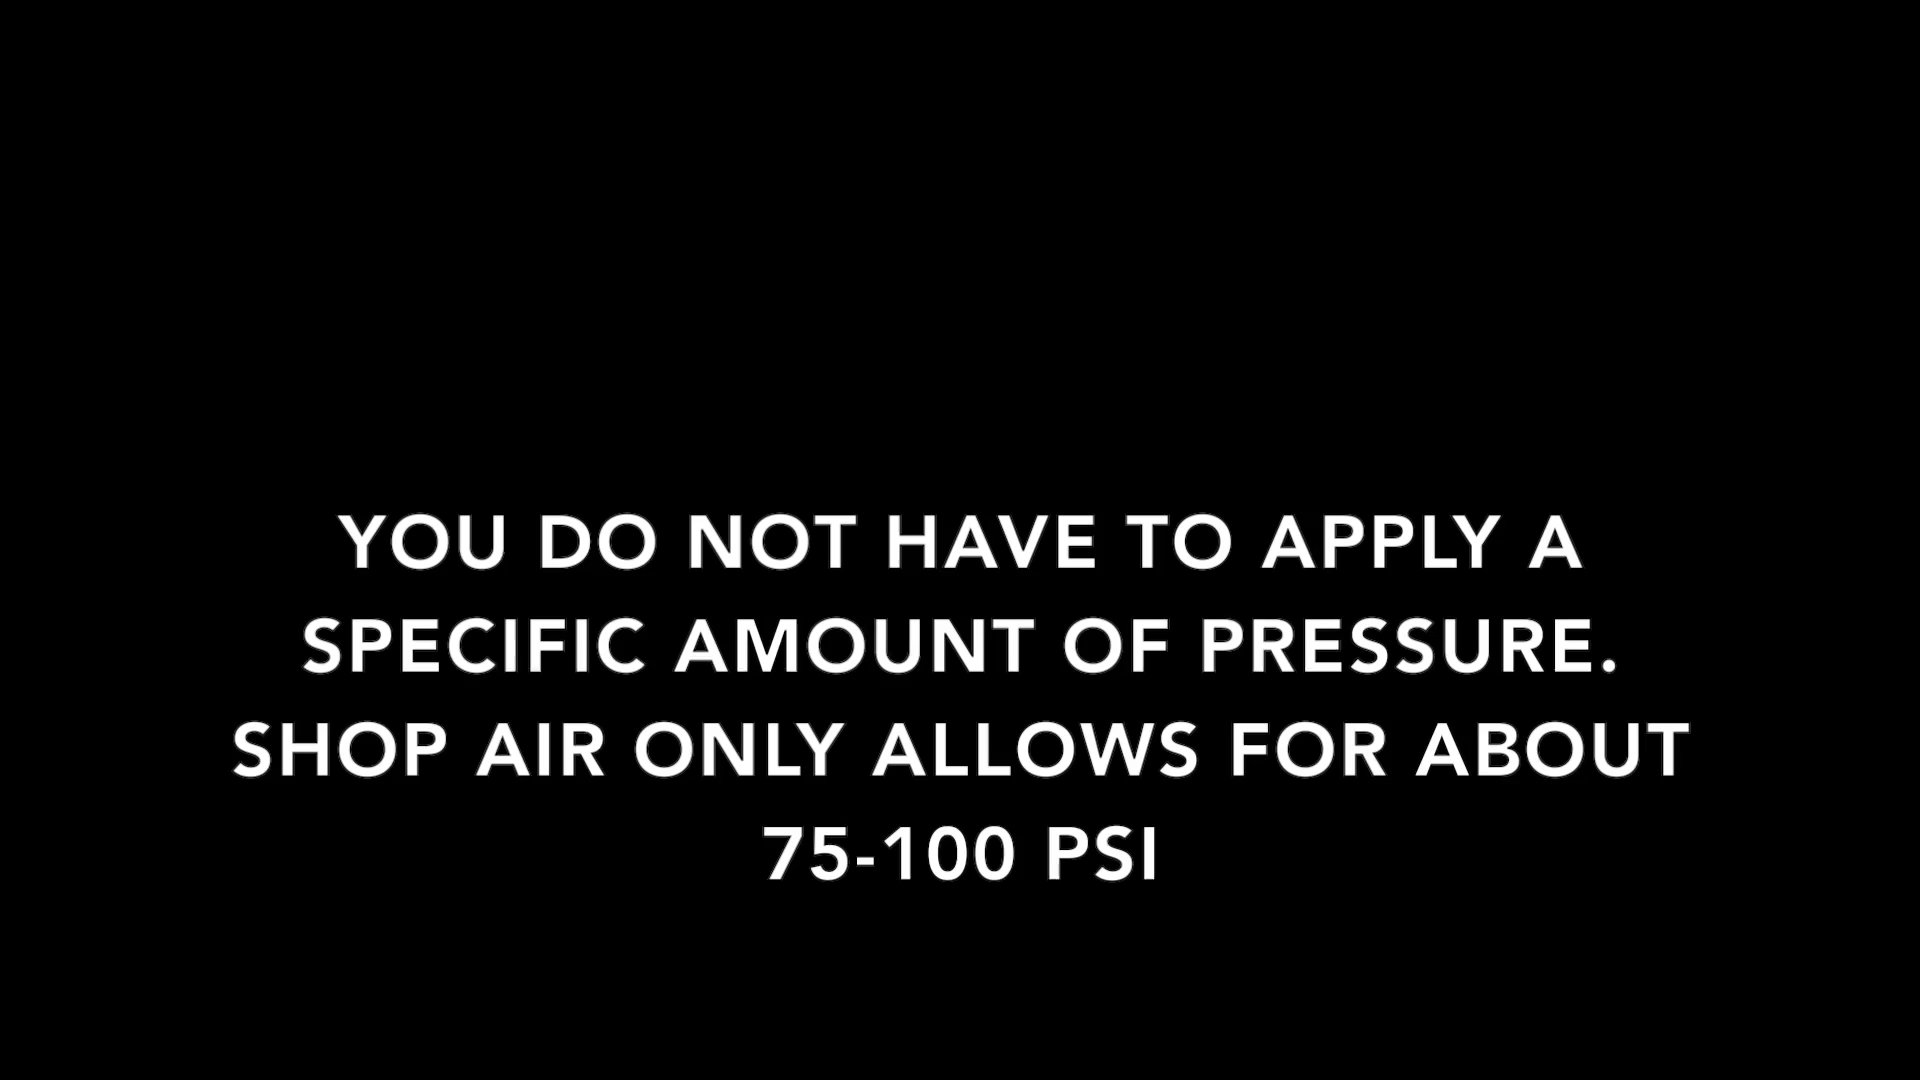 YOU DO NOT HAVE TO APPLY A
SPECIFIC AMOUNT OF PRESSURE.
SHOP AIR ONLY ALLOWS FOR ABOUT
75-100 PSI